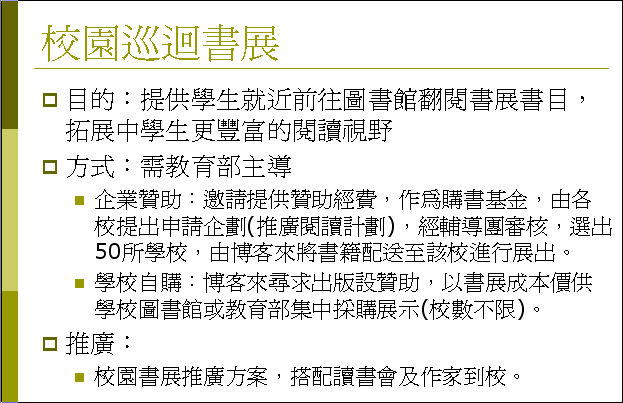 校園巡迴書展
目的：提供學生就近前往圖書館翻閱書展書目，
拓展中學生更豐富的閱讀視野
方式：需教育部主導
企業贊助：邀請提供贊助經費，作為購書基金，由各
校提出申請企劃(推廣閱讀計劃)，經輔導團審核，選出
50所學校，由博客來將書籍配送至該校進行展出。
學校自購：博客來尋求出版設贊助，以書展成本價供
學校圖書館或教育部集中採購展示(校數不限)。
推廣：
校園書展推廣方案，搭配讀書會及作家到校。